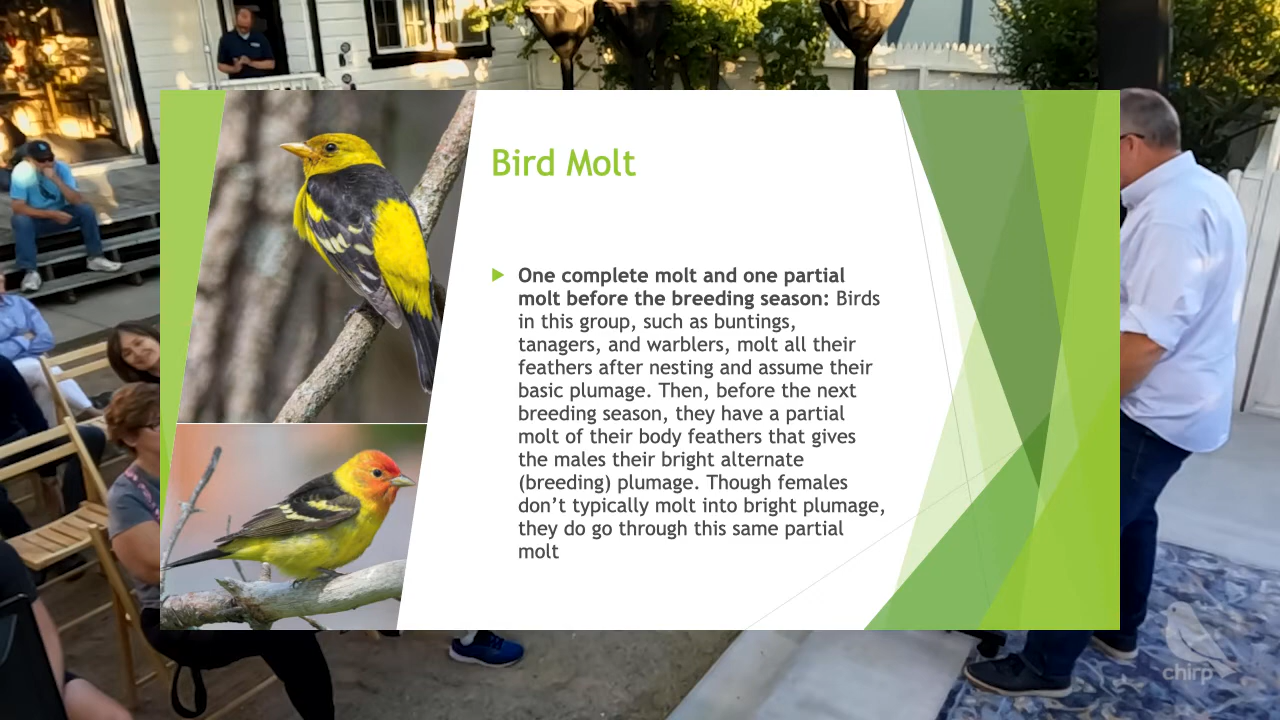 Bird Molt
One complete molt and one partial
molt before the breeding season: Birds
in this group, such as buntings,
tanagers, and warblers, molt all their
feathers after nesting and assume their
basic plumage. Then, before the next
breeding season, they have a partial
molt of their body feathers that gives
the males their bright alternate
(breeding) plumage. Though females
don’t typically molt into bright plumage,
they do go through this same partial
molt
chirp